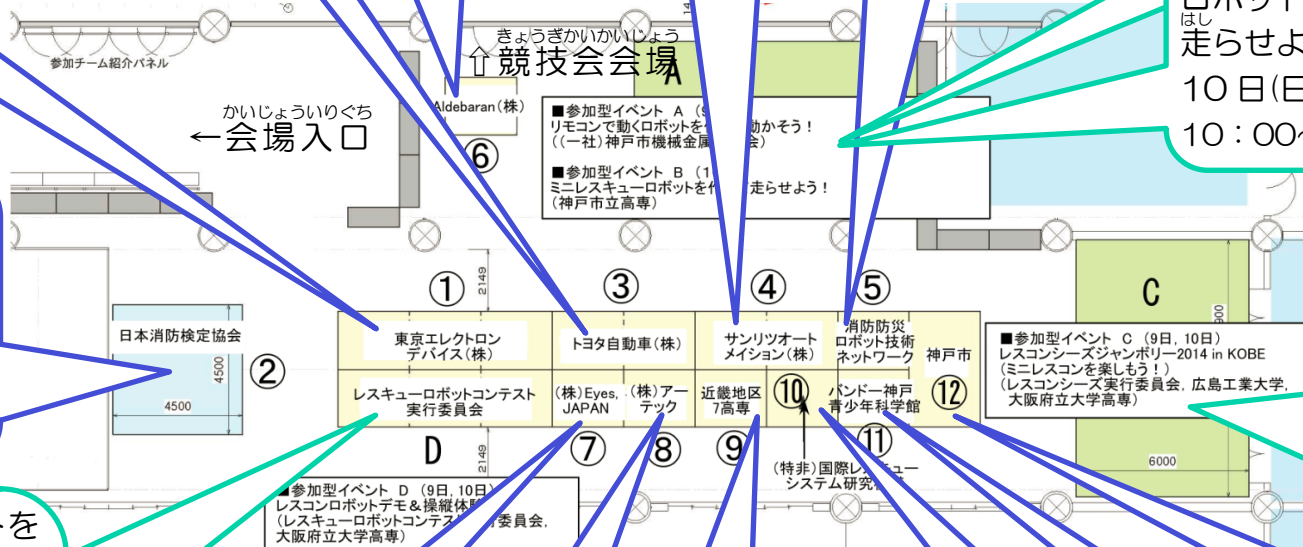 ロボット
走らせよ
はし
10日(日
10：00~
参加チーム紹介パネル
きょうぎかいかいじょう
⇧競技会会場
A
かいじょういりぐち
←会場入口
Aldebaran(株)
⑥
■参加型イベント A (9
リモコンで動くロボットを 動かそう！
((一社)神戸市機械金属 会)
■参加型イベント B (1
ミニレスキューロボットを作 走らせよう！
(神戸市立高専)
①
2149
③
④
⑤
C
900
日本消防検定協会
4500
4500
②
東京エレクトロン
デバイス(株)
トヨタ自動車(株)
サンリツオート
メイション(株)
消防防災
ロボット技術
ネットワーク
神戸市
⑫
レスキューロボットコンテスト
実行委員会
(株)Eyes,
JAPAN
(株)アー
テック
近畿地区
7高専
⑩
バンドー神戸
青少年科学館
■参加型イベント C (9日, 10日)
レスコンシーズジャンボリー2014 in KOBE
(ミニレスコンを楽しもう！)
(レスコンシーズ実行委員会, 広島工業大学,
大阪府立大学高専)
6000
D
2149
⑦
⑧
⑨
⑪
(特非)国際レスキュー
システム研究
■参加型イベント D (9日, 10日)
レスコンロボットデモ＆操縦体
(レスキューロボットコンテスト 委員会,
大阪府立大学高専)
トを